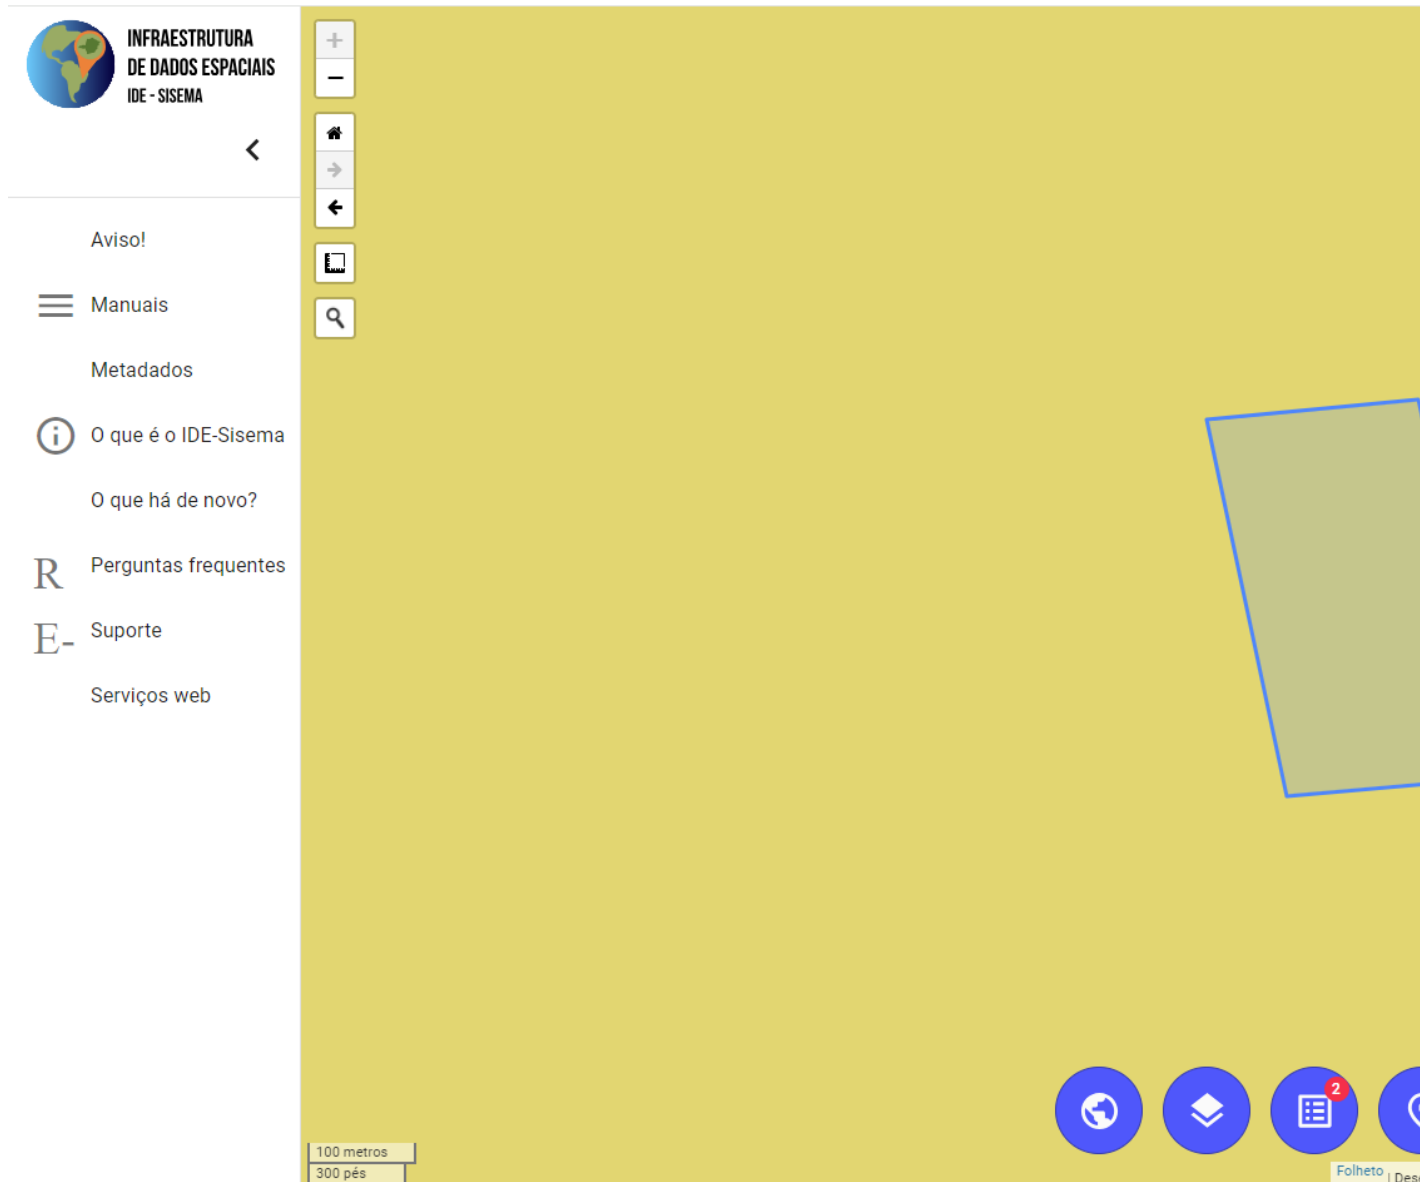 INFRAESTRUTURA
DE DADOS ESPACIAIS
IDE - SISEMA
Aviso!
Manuais
Metadados
O que é o IDE-Sisema
O que há de novo?
R
Perguntas frequentes
E-
Suporte
Serviços web
2
100 metros
300 pés
Folheto | Des